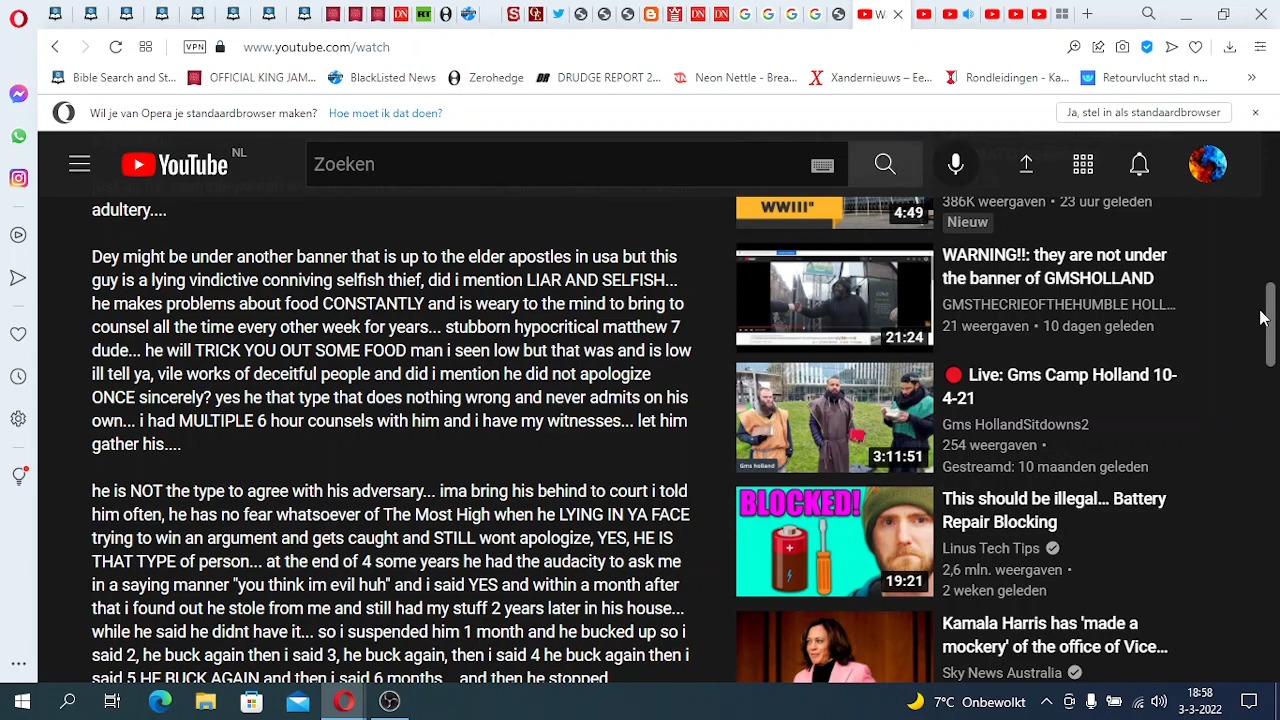 W
VPN
www.youtube.com/watch
Bible Search and St...
OFFICIAL KING JAM...
BlackListed News
Zerohedge
DRUDGE REPORT 2...
Neon Nettle - Brea...
Xandernieuws – Ee...
Rondleidingen - Ka...
Retourvlucht stad n...
»
Wil je van Opera je standaardbrowser maken?
Hoe moet ik dat doen?
Ja, stel in als standaardbrowser
YouTube NL
Zoeken
adultery....
Dey might be under another banner that is up to the elder apostles in usa but this
guy is a lying vindictive conniving selfish thief, did i mention LIAR AND SELFISH...
he makes problems about food CONSTANTLY and is weary to the mind to bring to
counsel all the time every other week for years... stubborn hypocritical matthew 7
dude... he will TRICK YOU OUT SOME FOOD man i seen low but that was and is low
ill tell ya, vile works of deceitful people and did i mention he did not apologize
ONCE sincerely? yes he that type that does nothing wrong and never admits on his
own... i had MULTIPLE 6 hour counsels with him and i have my witnesses... let him
gather his....
he is NOT the type to agree with his adversary... ima bring his behind to court i told
him often, he has no fear whatsoever of The Most High when he LYING IN YA FACE
trying to win an argument and gets caught and STILL wont apologize, YES, HE IS
THAT TYPE of person... at the end of 4 some years he had the audacity to ask me
in a saying manner "you think im evil huh" and i said YES and within a month after
that i found out he stole from me and still had my stuff 2 years later in his house...
while he said he didnt have it... so i suspended him 1 month and he bucked up so i
said 2, he buck again then i said 3, he buck again, then i said 4 he buck again then i
said 5 HE BUCK AGAIN and then i said 6 months... and then he stopped
WWIII"
4:49
386K weergaven • 23 uur geleden
Nieuw
21:24
WARNING!!: they are not under
the banner of GMSHOLLAND
GMSTHECRIEOFTHEHUMBLE HOLL...
21 weergaven • 10 dagen geleden
Gms holland
3:11:51
Live: Gms Camp Holland 10-
4-21
Gms HollandSitdowns2
254 weergaven •
Gestreamd: 10 maanden geleden
BLOCKED!
19:21
This should be illegal... Battery
Repair Blocking
Linus Tech Tips
2,6 mln. weergaven •
2 weken geleden
Kamala Harris has 'made a
mockery' of the office of Vice...
Sky News Australia
7°C Onbewolkt
18:58
3-3-2022